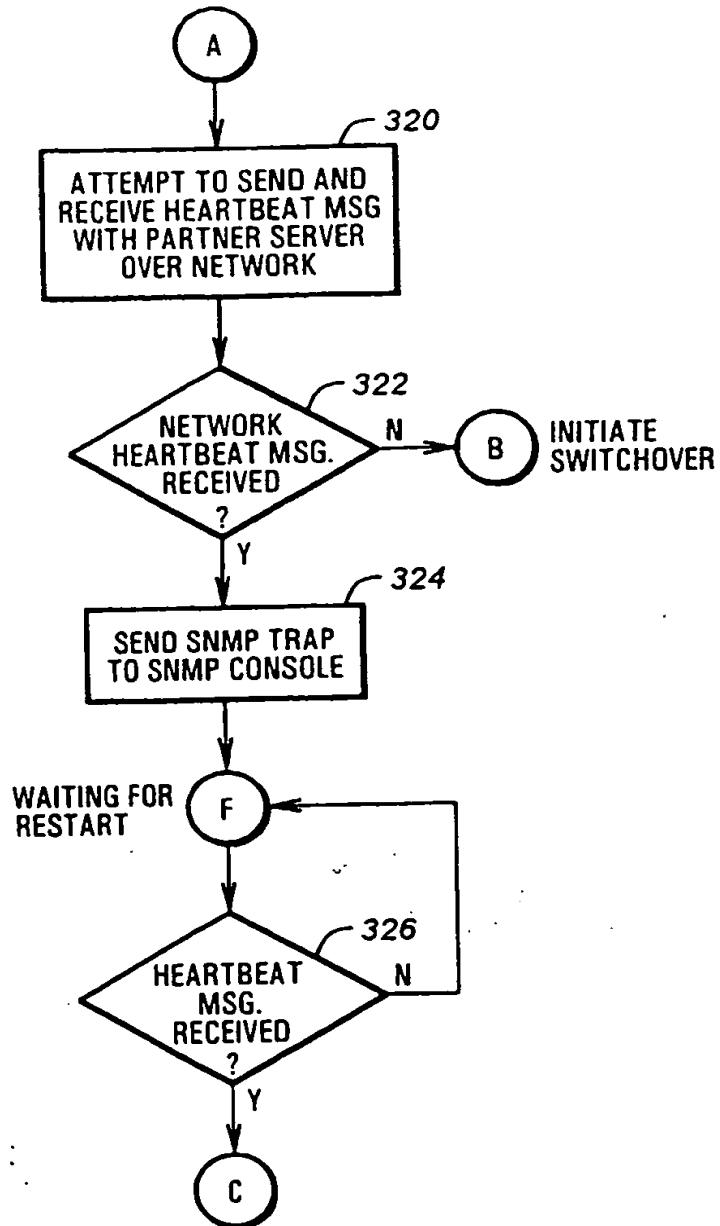 A
320
ATTEMPT TO SEND AND
RECEIVE HEARTBEAT MSG
WITH PARTNER SERVER
OVER NETWORK
322
NETWORK
HEARTBEAT MSG.
RECEIVED
?
N
B
INITIATE
SWITCHOVER
Y
324
SEND SNMP TRAP
TO SNMP CONSOLE
WAITING FOR
RESTART
F
326
HEARTBEAT
MSG.
RECEIVED
?
N
Y
C